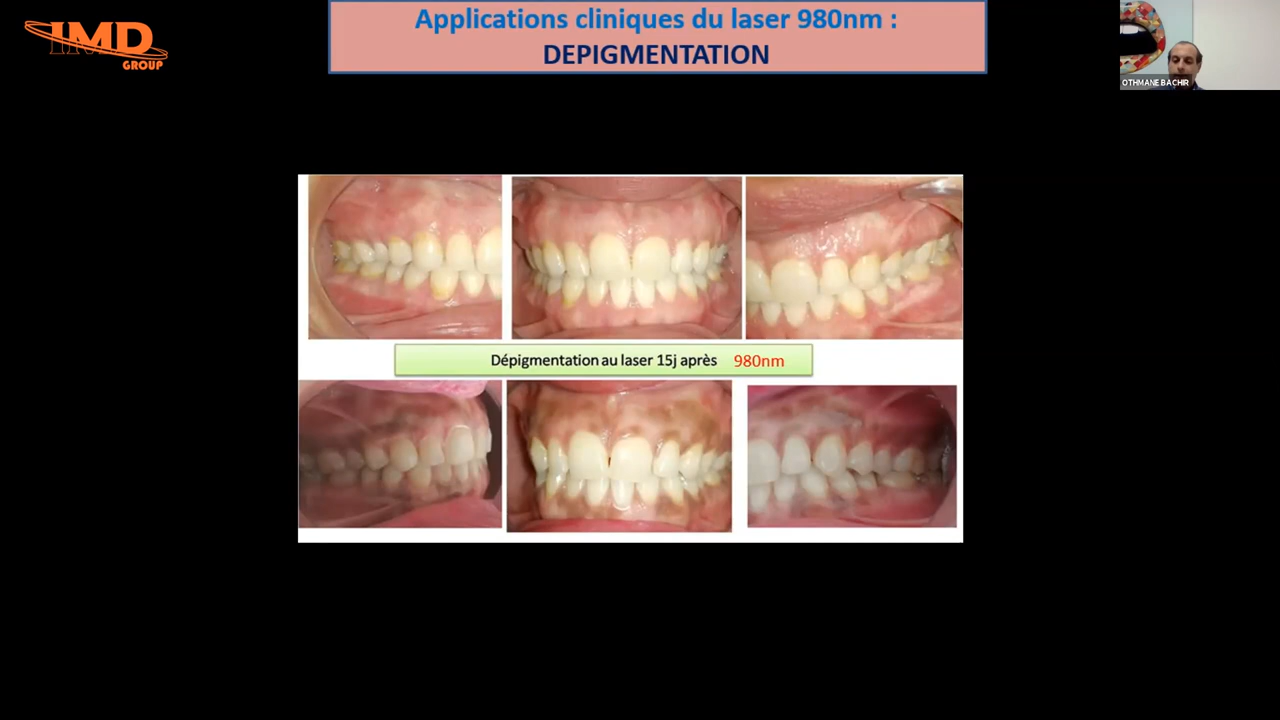 IMD
GROUP
Applications cliniques du laser 980nm :
DEPIGMENTATION
OTHMANE BACHIR
Dépigmentation au laser 15j après 980nm